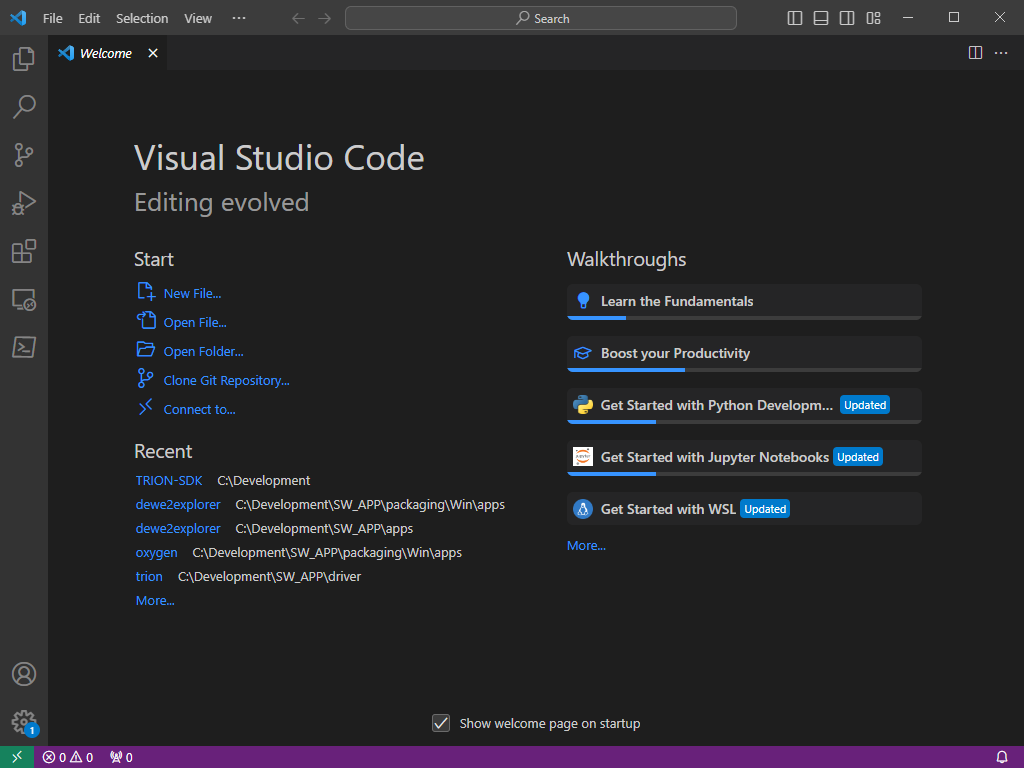 File Edit Selection View ··· Search
Welcome
Visual Studio Code
Editing evolved
Start
New File...
Open File...
Open Folder...
Clone Git Repository...
Connect to...
Recent
TRION-SDK C:\Development
dewe2explorer C:\Development\SW_APP\packaging\Win\apps
dewe2explorer C:\Development\SW_APP\apps
oxygen C:\Development\SW_APP\packaging\Win\apps
trion C:\Development\SW_APP\driver
More...
Walkthroughs
Learn the Fundamentals
Boost your Productivity
Get Started with Python Developm... Updated
Get Started with Jupyter Notebooks Updated
Get Started with WSL Updated
More...
Show welcome page on startup
1
0 0 0